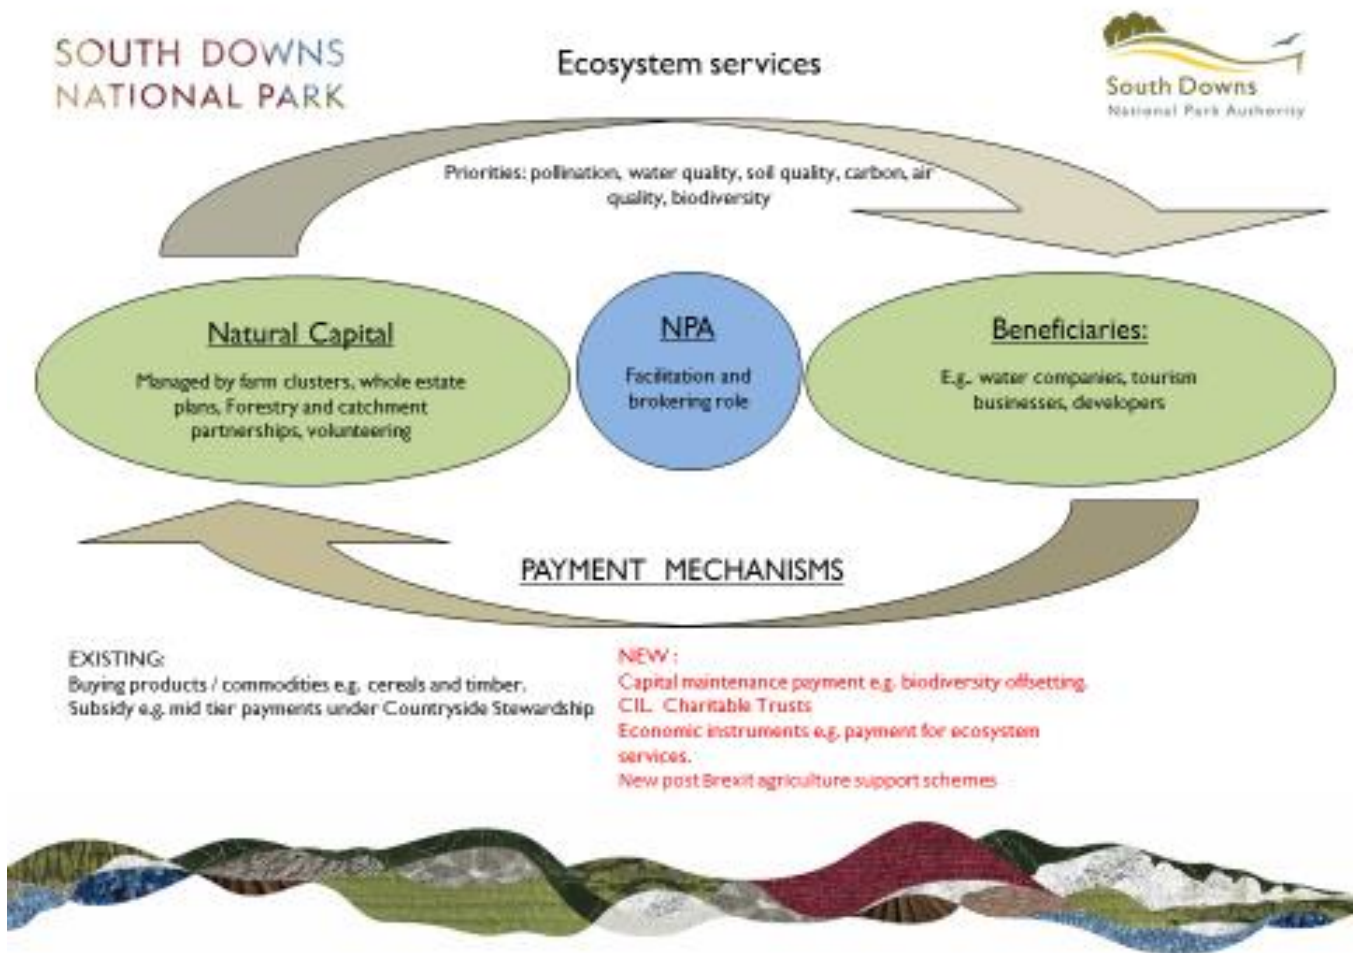 SOUTH DOWNS
NATIONAL PARK
Ecosystem services
South Downs
National Park Authority
Priorities: pollination, water quality, soil quality, carbon, air
quality, biodiversity
Natural Capital
Managed by farm clusters, whole estate
plans, Forestry and catchment
partnerships, volunteering
NPA
Facilitation and
brokering role
Beneficiaries:
E.g. water companies, tourism
businesses, developers
PAYMENT MECHANISMS
EXISTING:
Buying products / commodities e.g. cereals and timber.
Subsidy e.g. mid tier payments under Countryside Stewardship
NEW :
Capital maintenance payment e.g. biodiversity offsetting,
CIL Charitable Trusts
Economic instruments e.g. payment for ecosystem
services.
New post Brexit agriculture support schemes